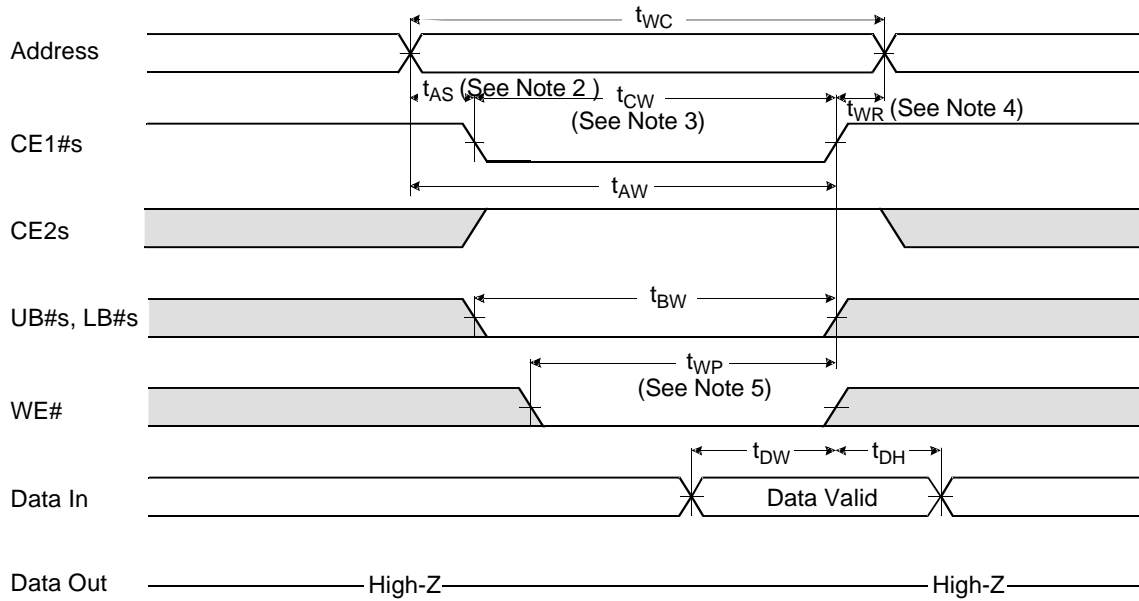 tWC
Address
tAS (See Note 2 )
tCW
(See Note 3)
tWR (See Note 4)
CE1#s
tAW
CE2s
tBW
UB#s, LB#s
tWP
(See Note 5)
WE#
tDW
tDH
Data In
Data Valid
Data Out
High-Z
High-Z